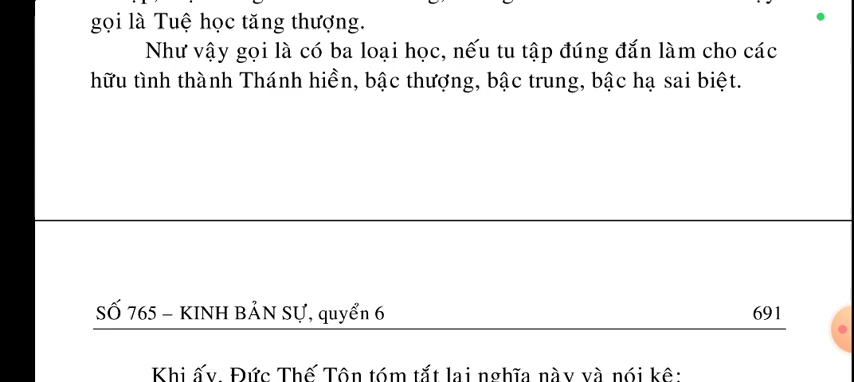 gọi là Tuệ học tăng thượng.
Như vậy gọi là có ba loại học, nếu tu tập đúng đắn làm cho các
hữu tình thành Thánh hiền, bậc thượng, bậc trung, bậc hạ sai biệt.
SỐ 765 – KINH BẢN SỰ, quyển 6
691
Khi ấy, Đức Thế Tôn tóm tắt lại nghĩa này và nói kệ: